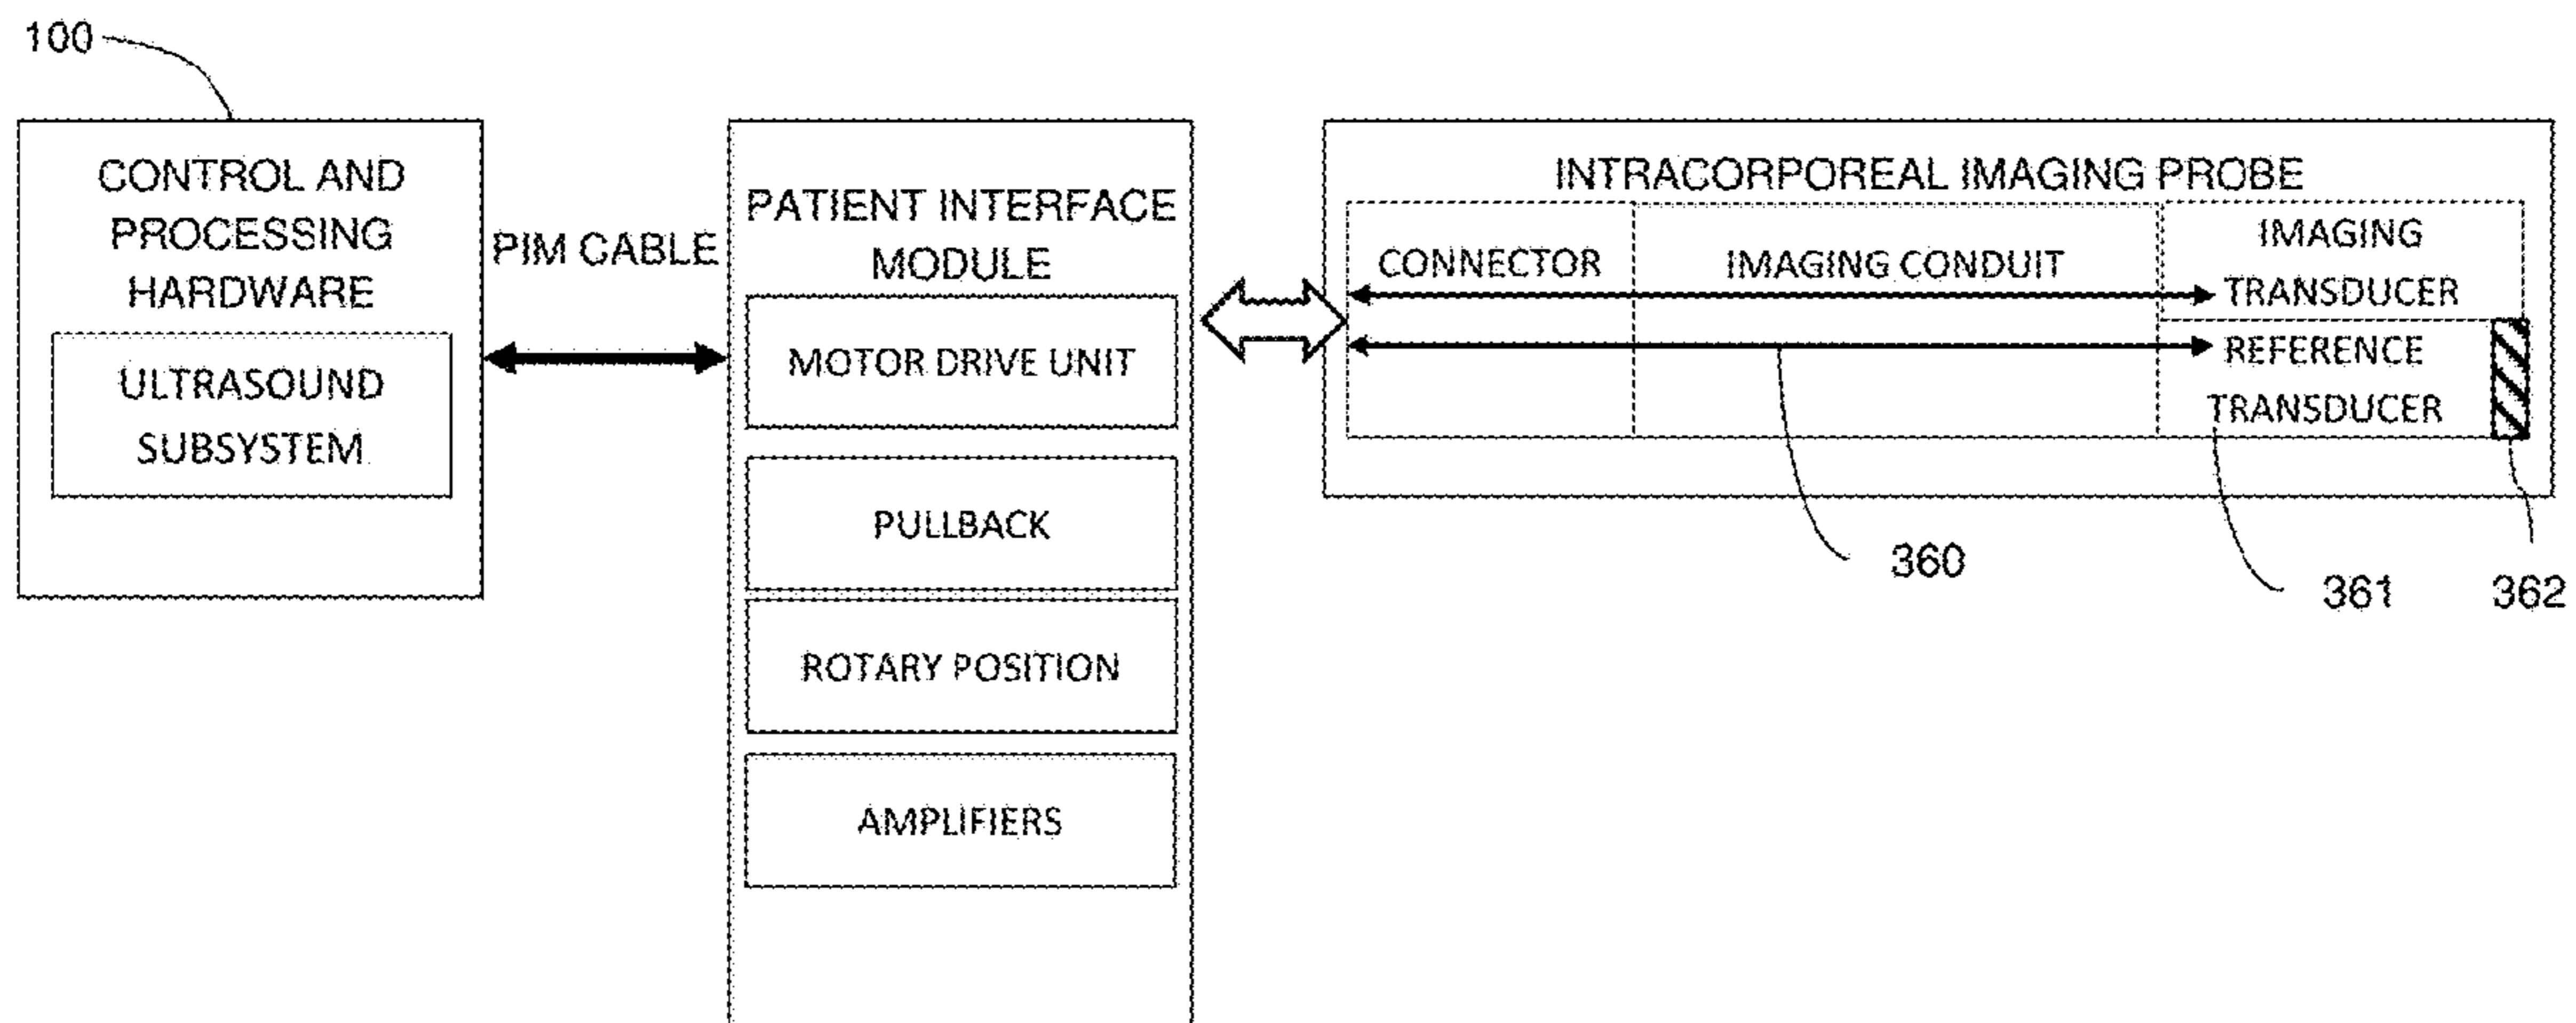 100
CONTROL AND
PROCESSING
HARDWARE
ULTRASOUND
SUBSYSTEM
PIM CABLE
PATIENT INTERFACE
MODULE
MOTOR DRIVE UNIT
PULLBACK
ROTARY POSITION
AMPLIFIERS
INTRACORPOREAL IMAGING PROBE
CONNECTOR
IMAGING CONDUIT
IMAGING
TRANSDUCER
REFERENCE
TRANSDUCER
360
361
362